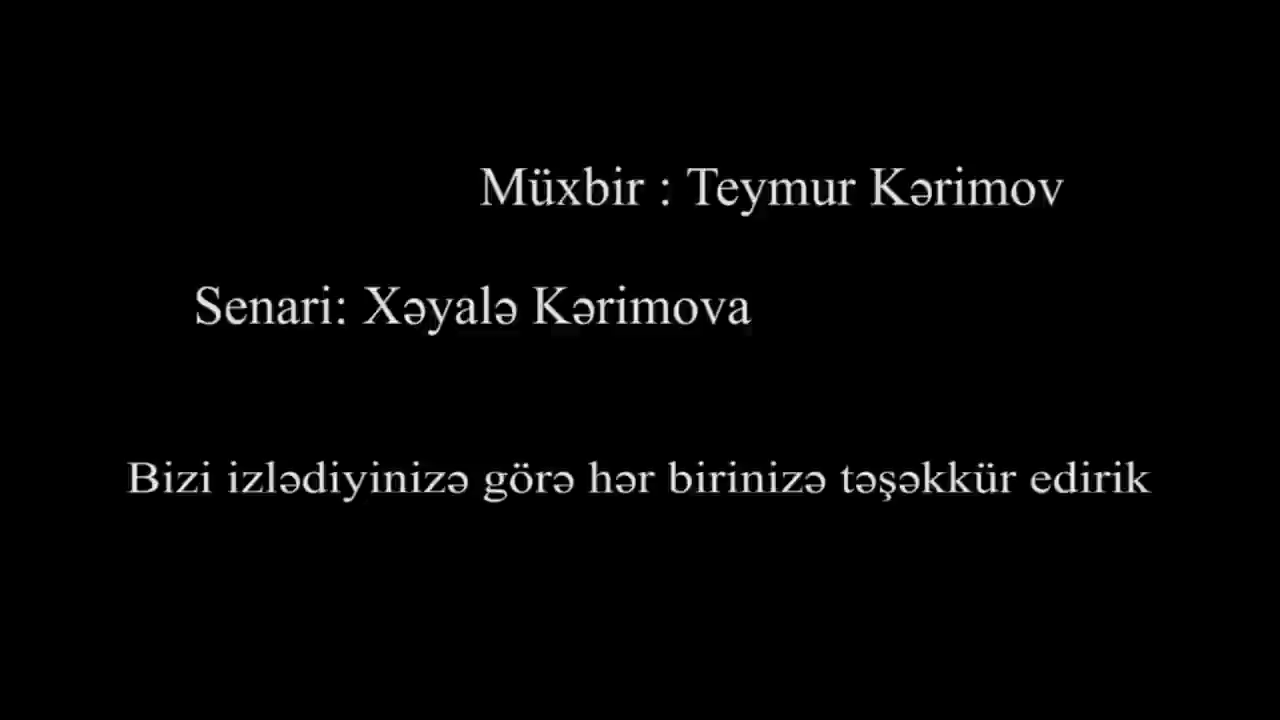 Müxbir : Teymur Kərimov
Senari: Xəyalə Kərimova
Bizi izlədiyinizə görə hər birinizə təşəkkür edirik